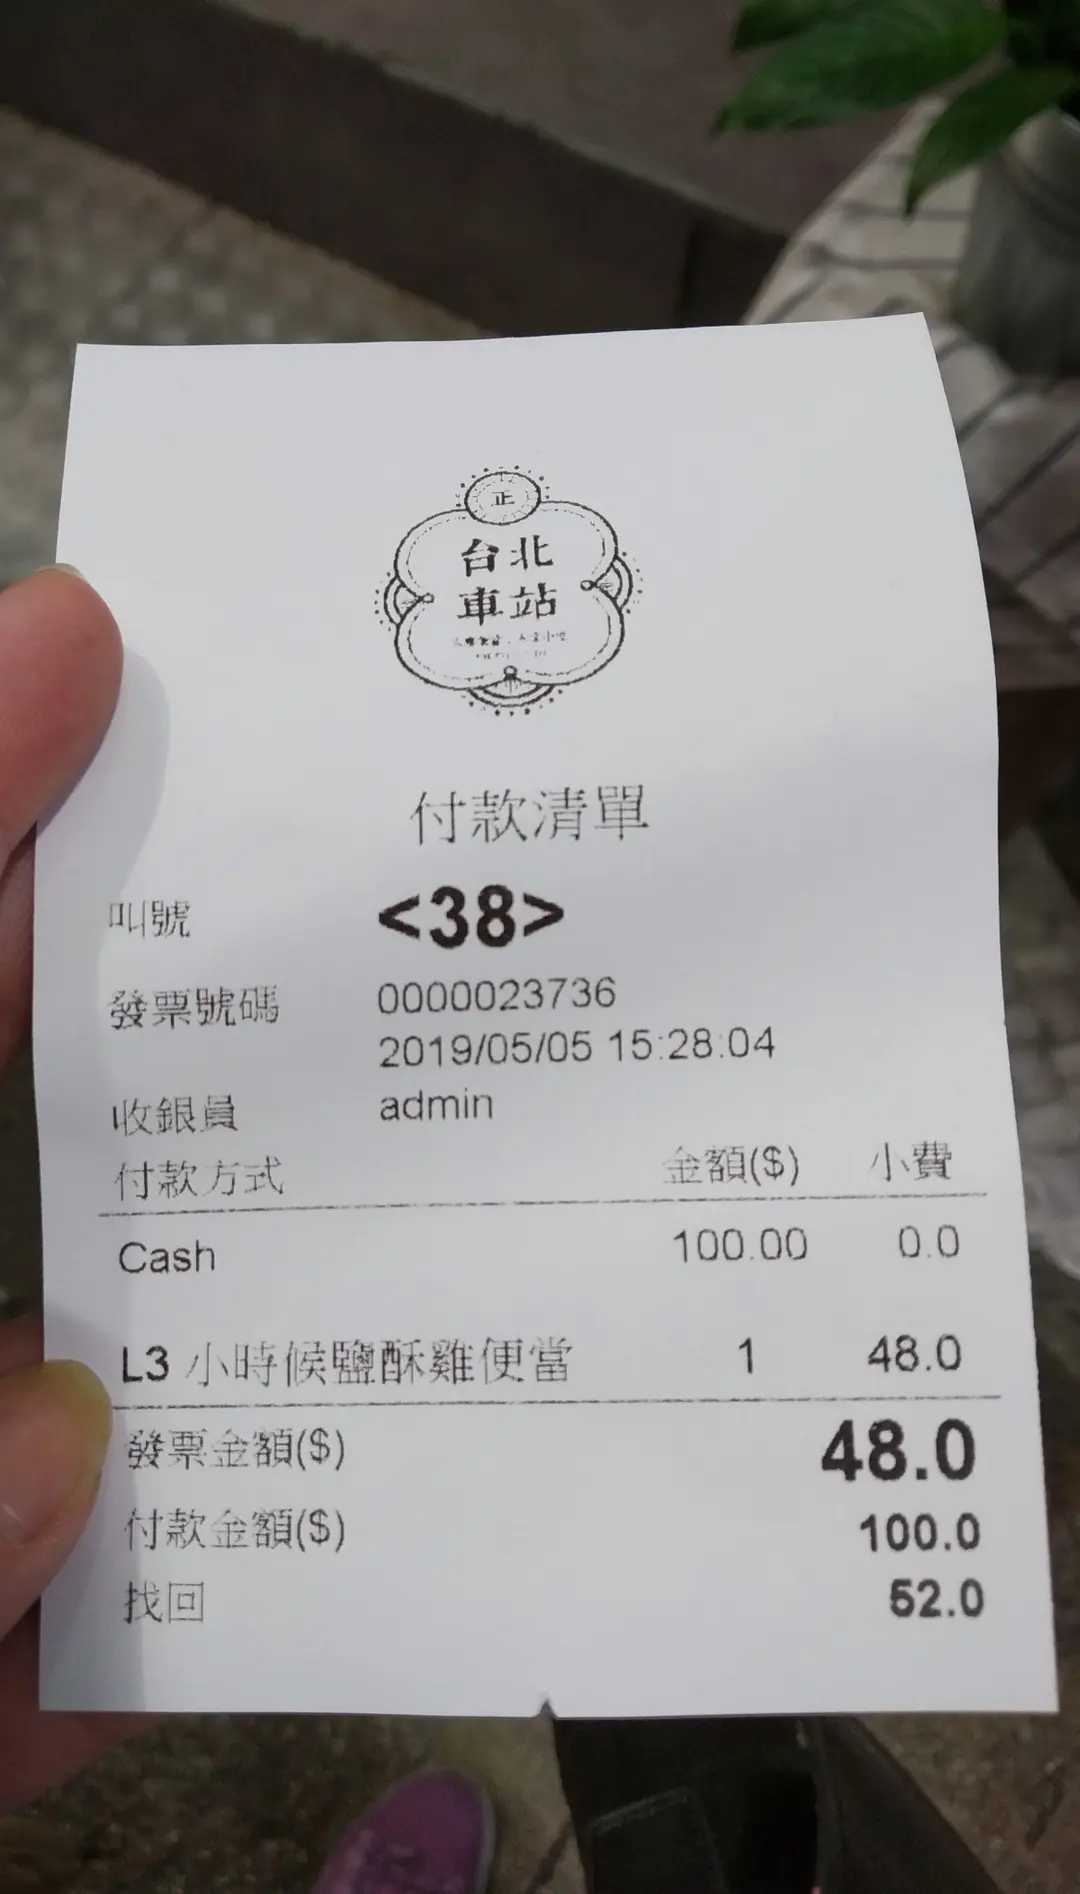 正
台北
車站
付款清單
叫號 <38>
發票號碼 0000023736
2019/05/05 15:28:04
收銀員 admin
付款方式 金額($) 小費
Cash 100.00 0.0
L3 小時候鹽酥雞便當 1 48.0
發票金額($) 48.0
付款金額($) 100.0
找回 52.0